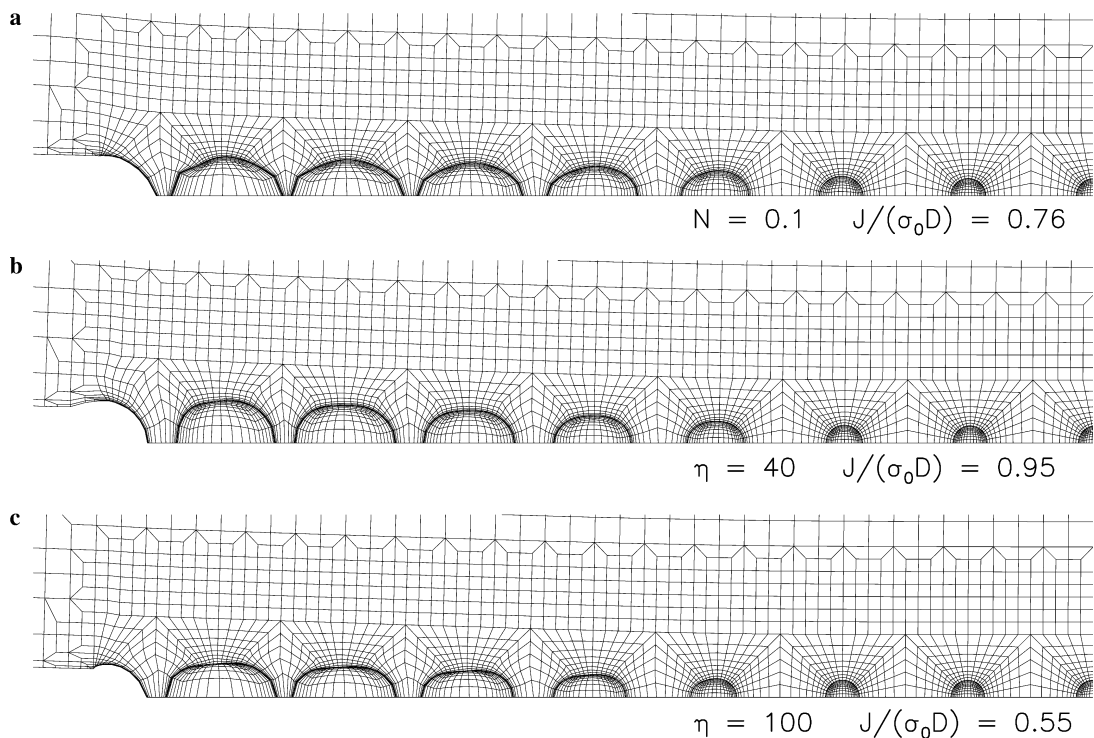 a
N = 0.1 J/(σ₀D) = 0.76
b
η = 40 J/(σ₀D) = 0.95
c
η = 100 J/(σ₀D) = 0.55